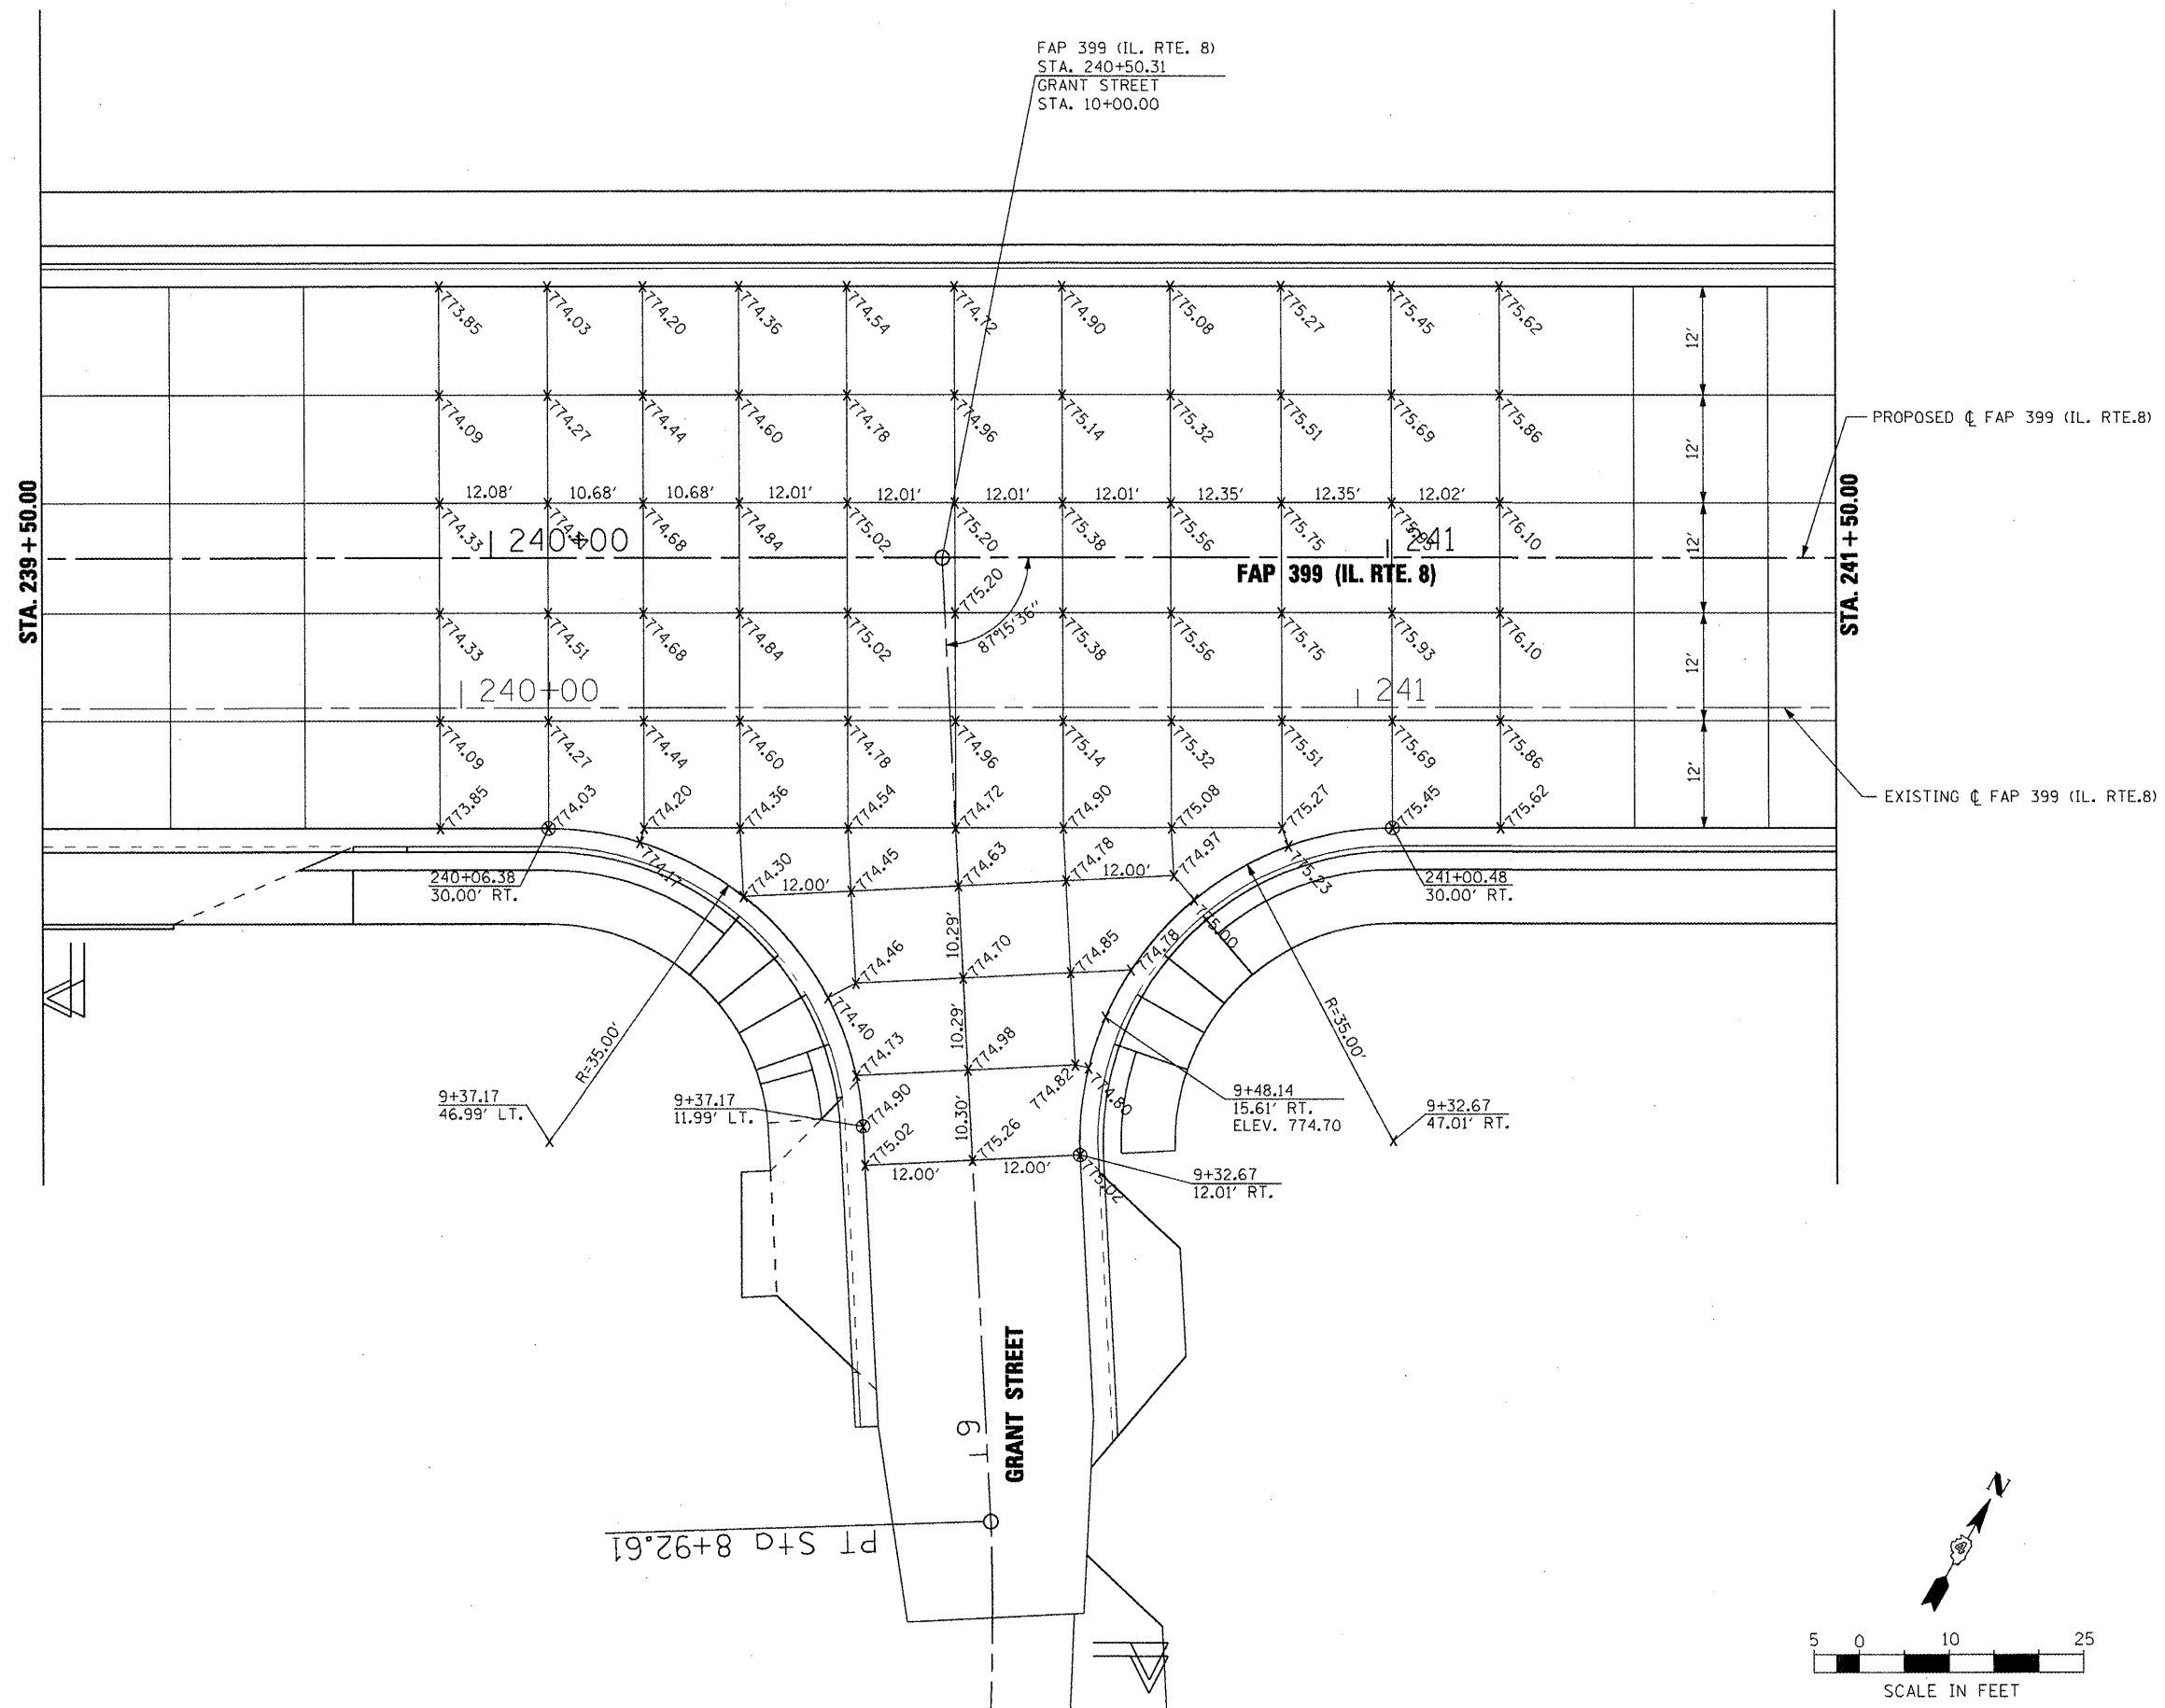 FAP 399 (IL. RTE. 8)
STA. 240+50.31
GRANT STREET
STA. 10+00.00
773.85 774.03 774.20 774.36 774.54 774.72 774.90 775.08 775.27 775.45 775.62
12'
774.09 774.27 774.44 774.60 774.78 774.96 775.14 775.32 775.51 775.69 775.86
12'
PROPOSED ℄ FAP 399 (IL. RTE.8)
12.08' 10.68' 10.68' 12.01' 12.01' 12.01' 12.01' 12.35' 12.35' 12.02'
774.33 774.68 774.84 775.02 775.20 775.38 775.56 775.75 776.10
12'
STA. 239+50.00
240+00
241
STA. 241+50.00
FAP 399 (IL. RTE. 8)
87°15'36"
774.33 774.51 774.68 774.84 775.02 775.20 775.38 775.56 775.75 775.93 776.10
12'
240+00
241
774.09 774.27 774.44 774.60 774.78 774.96 775.14 775.32 775.51 775.69 775.86
12'
EXISTING ℄ FAP 399 (IL. RTE.8)
773.85 774.03 774.20 774.36 774.54 774.72 774.90 775.08 775.27 775.45 775.62
774.17 774.30 774.45 774.63 774.78 774.97 775.23
12.00' 12.00'
240+06.38
30.00' RT.
241+00.48
30.00' RT.
775.00
10.29'
774.46 774.70 774.85 774.78
774.40
10.29'
R=35.00'
R=35.00'
774.73 774.98 774.82 774.80
9+37.17
46.99' LT.
9+37.17
11.99' LT.
774.90
10.30'
9+48.14
15.61' RT.
ELEV. 774.70
9+32.67
47.01' RT.
775.02 775.26 775.02
12.00' 12.00'
9+32.67
12.01' RT.
9
GRANT STREET
PT Sta 8+92.61
N
4
5 0 10 25
SCALE IN FEET